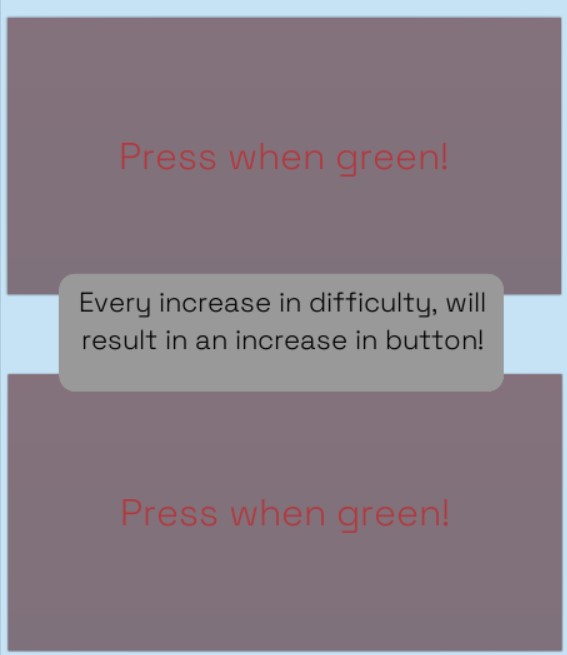 Press when green!
Every increase in difficulty, will
result in an increase in button!
Press when green!